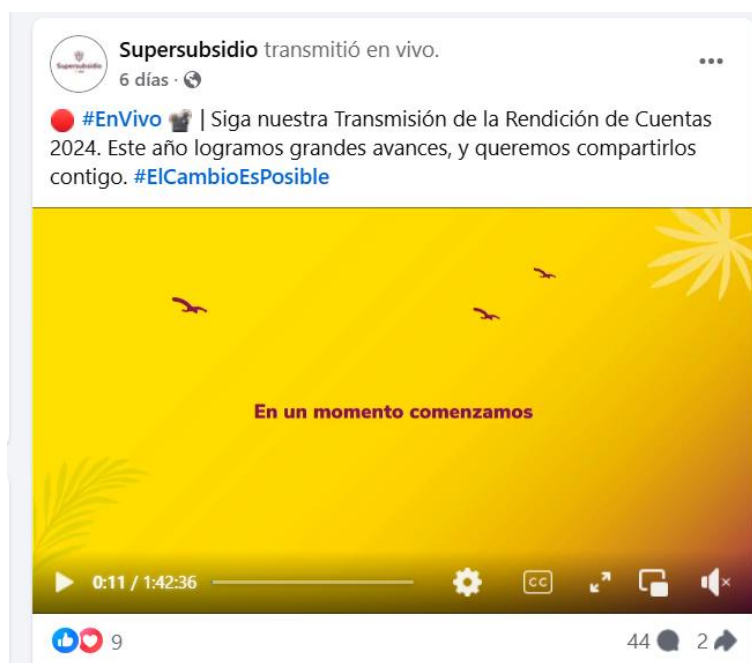 Supersubsidio transmitió en vivo.
6 días ·
Supersubsidio
#EnVivo | Siga nuestra Transmisión de la Rendición de Cuentas
2024. Este año logramos grandes avances, y queremos compartirlos
contigo. #ElCambioEsPosible
En un momento comenzamos
0:11 / 1:42:36
CC
9
44 2